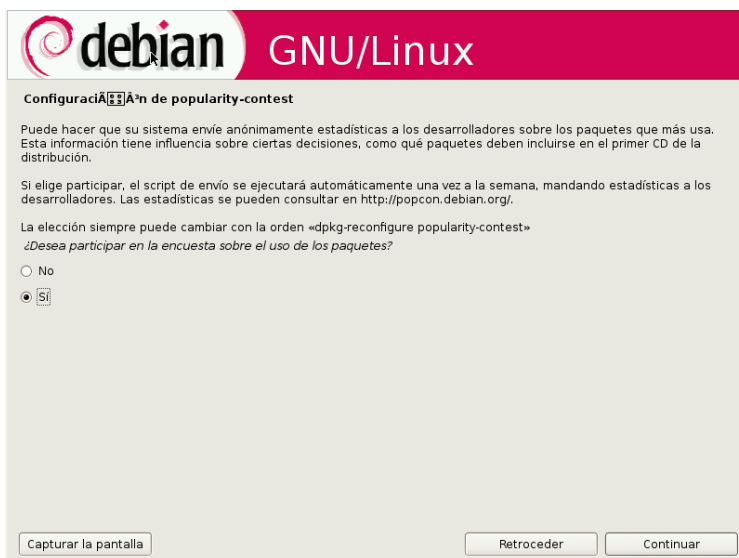 debian GNU/Linux
ConfiguraciÃ³n de popularity-contest
Puede hacer que su sistema envíe anónimamente estadísticas a los desarrolladores sobre los paquetes que más usa.
Esta información tiene influencia sobre ciertas decisiones, como qué paquetes deben incluirse en el primer CD de la
distribución.
Si elige participar, el script de envío se ejecutará automáticamente una vez a la semana, mandando estadísticas a los
desarrolladores. Las estadísticas se pueden consultar en http://popcon.debian.org/.
La elección siempre puede cambiar con la orden «dpkg-reconfigure popularity-contest»
¿Desea participar en la encuesta sobre el uso de los paquetes?
No
Sí
Capturar la pantalla Retroceder Continuar